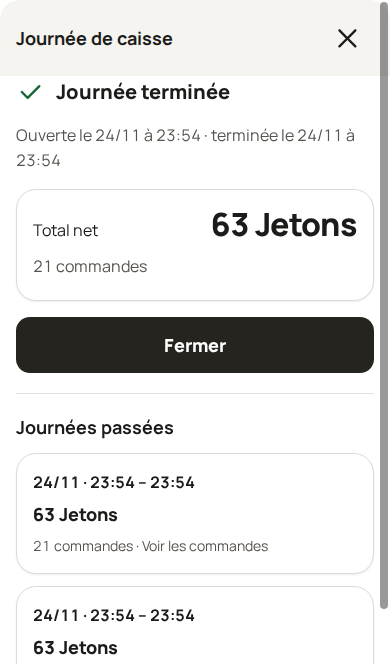 Journée de caisse
Journée terminée
Ouverte le 24/11 à 23:54 · terminée le 24/11 à
23:54
Total net
63 Jetons
21 commandes
Fermer
Journées passées
24/11 · 23:54 – 23:54
63 Jetons
21 commandes · Voir les commandes
24/11 · 23:54 – 23:54
63 Jetons